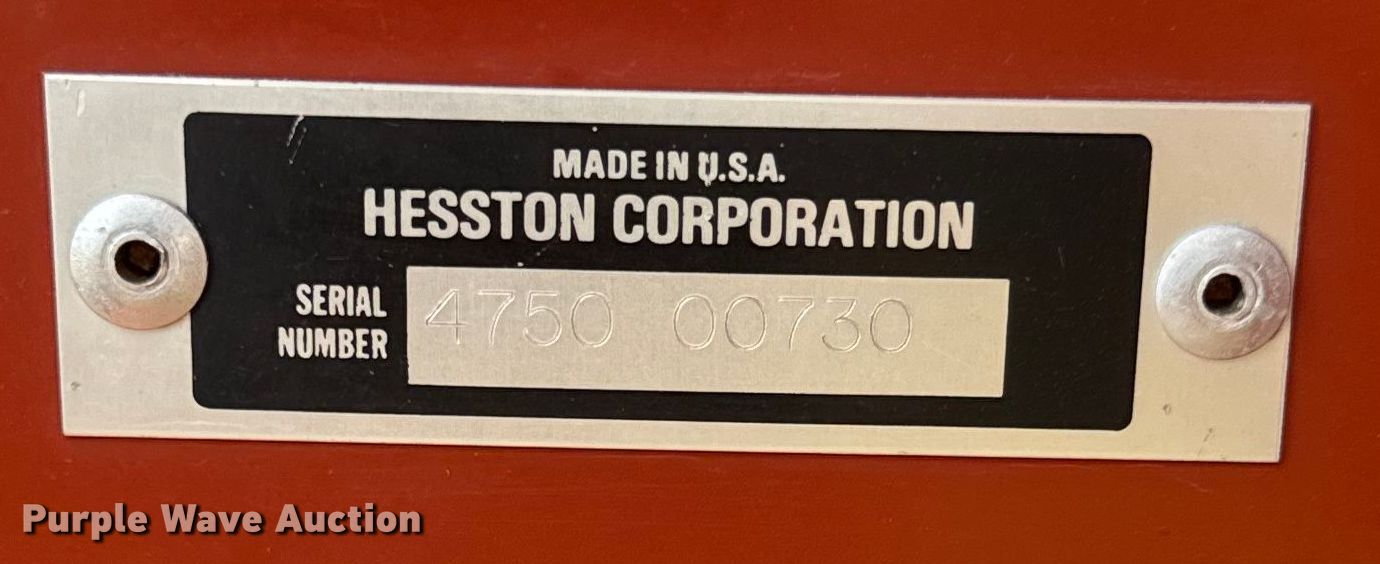 MADE IN U.S.A.
HESSTON CORPORATION
SERIAL
NUMBER
4750 00730
Purple Wave Auction